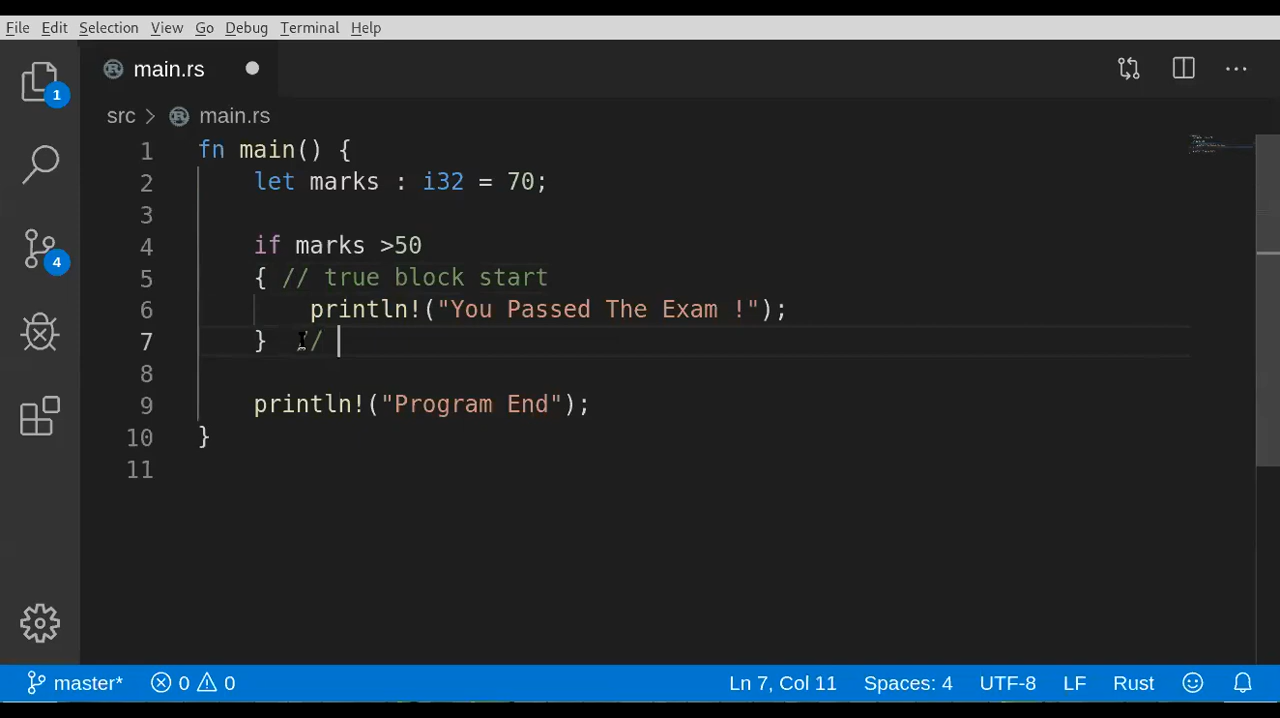 File Edit Selection View Go Debug Terminal Help
main.rs
1
src > main.rs
1 fn main() {
2 let marks : i32 = 70;
3
4 if marks >50
4
5 { // true block start
6 println!("You Passed The Exam !");
7 } //
8
9 println!("Program End");
10 }
11
master* 0 0 Ln 7, Col 11 Spaces: 4 UTF-8 LF Rust